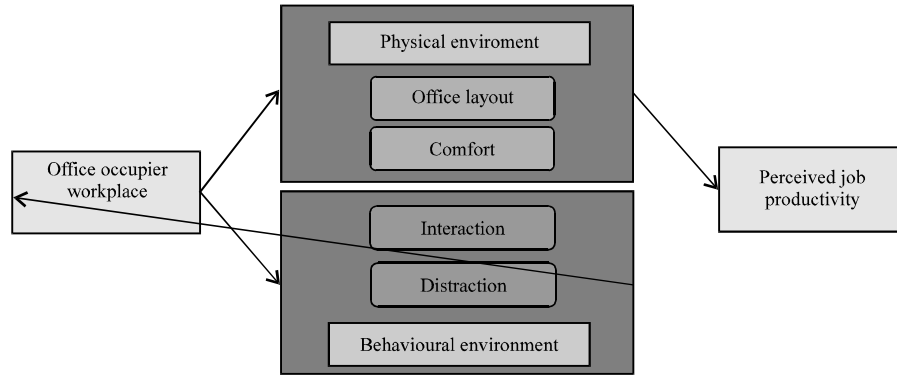 Physical enviroment
Office layout
Comfort
Office occupier
workplace
Perceived job
productivity
Interaction
Distraction
Behavioural environment